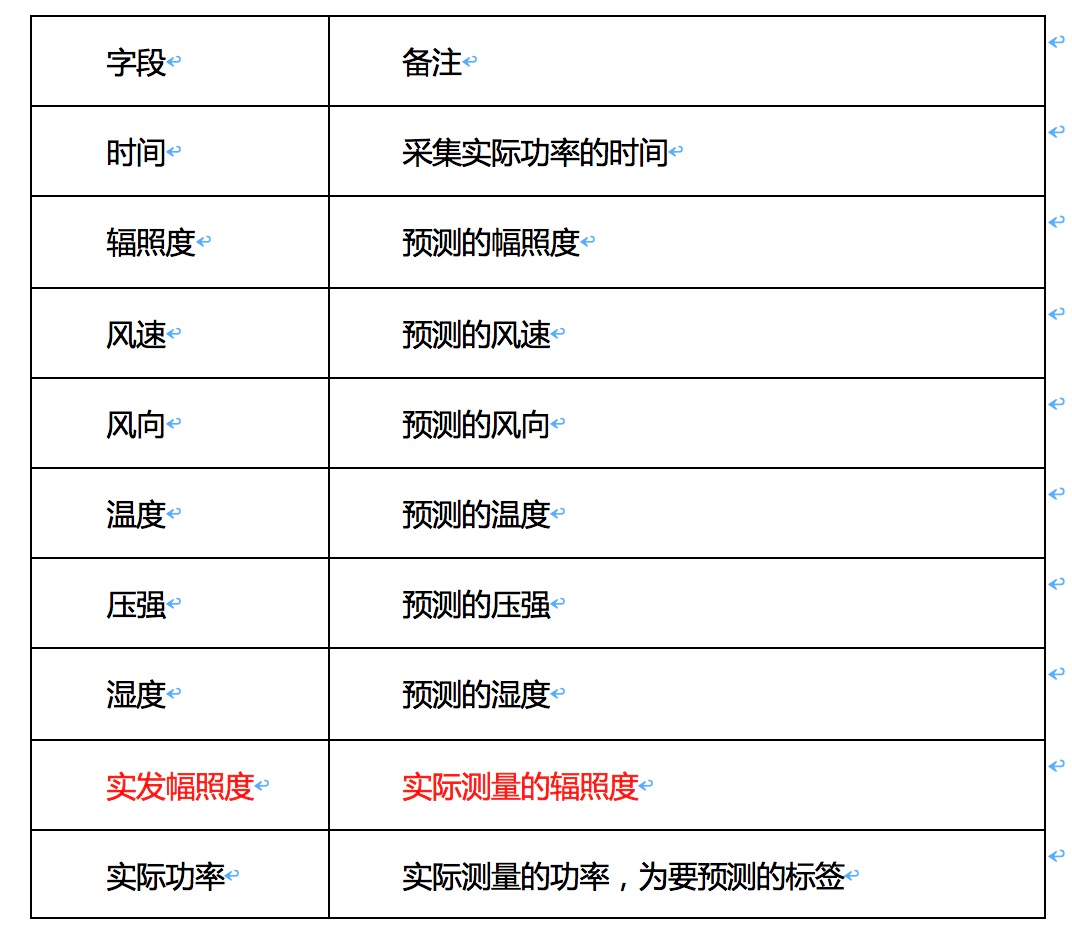 字段 备注
时间 采集实际功率的时间
辐照度 预测的幅照度
风速 预测的风速
风向 预测的风向
温度 预测的温度
压强 预测的压强
湿度 预测的湿度
实发幅照度 实际测量的辐照度
实际功率 实际测量的功率，为要预测的标签